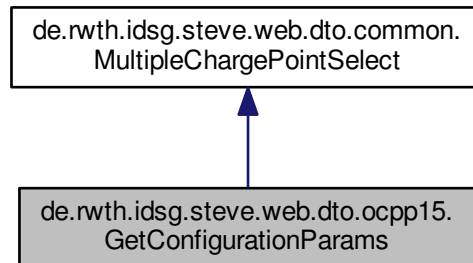 de.rwth.idsg.steve.web.dto.common.
MultipleChargePointSelect
de.rwth.idsg.steve.web.dto.ocpp15.
GetConfigurationParams